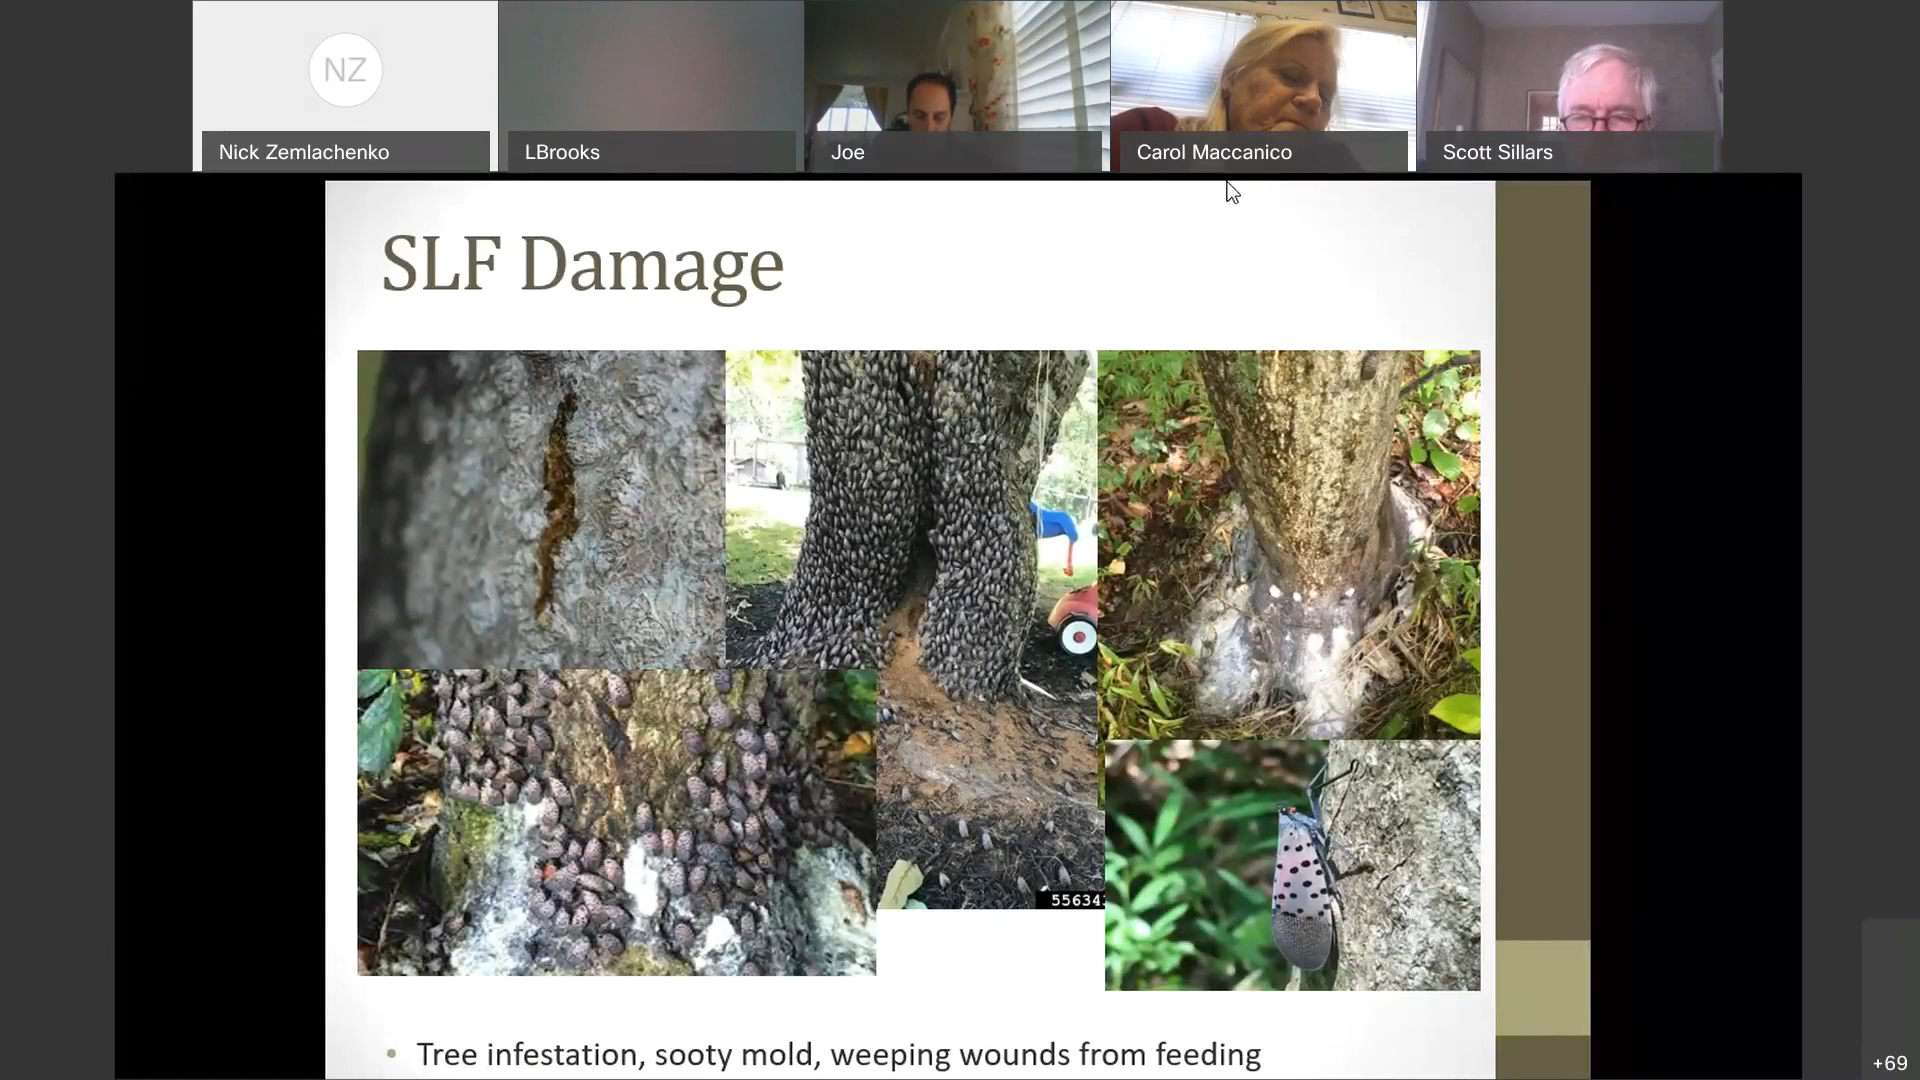 NZ
Nick Zemlachenko
LBrooks
Joe
Carol Maccanico
Scott Sillars
SLF Damage
55634
• Tree infestation, sooty mold, weeping wounds from feeding
+69